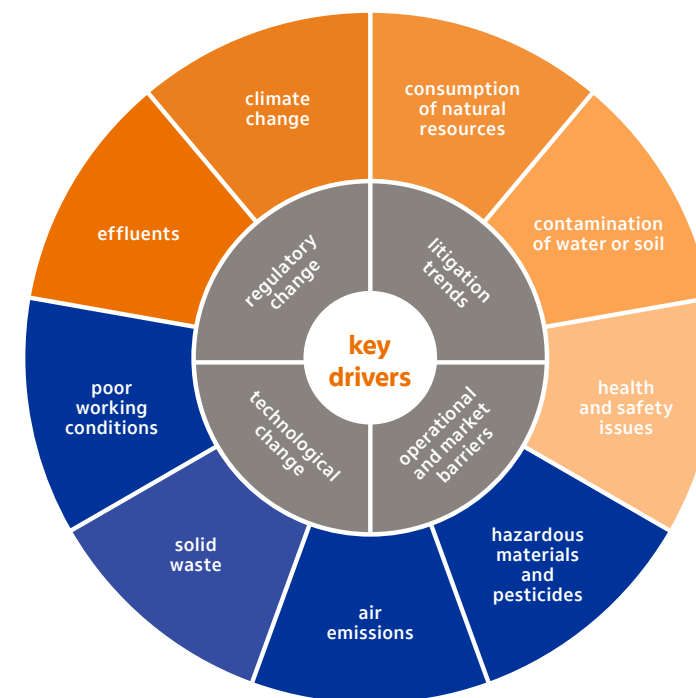 climate
change
consumption
of natural
resources
contamination
of water or soil
health
and safety
issues
hazardous
materials
and
pesticides
air
emissions
solid
waste
poor
working
conditions
effluents
regulatory
change
litigation
trends
operational
and market
barriers
technological
change
key
drivers